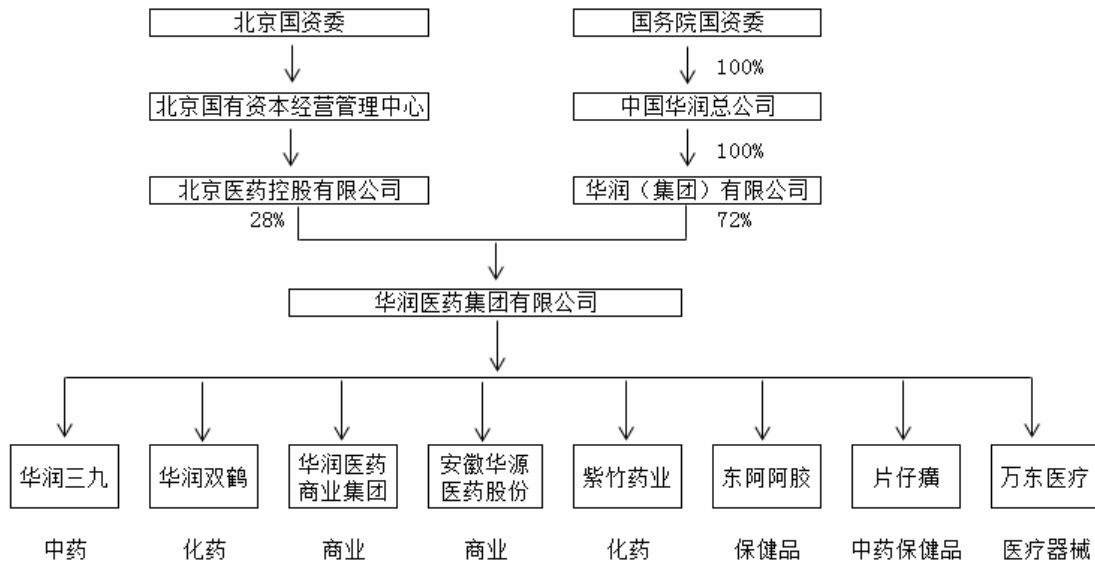 北京国资委
国务院国资委
100%
北京国有资本经营管理中心
中国华润总公司
100%
北京医药控股有限公司
华润（集团）有限公司
28%
72%
华润医药集团有限公司
华润三九
华润双鹤
华润医药
商业集团
安徽华源
医药股份
紫竹药业
东阿阿胶
片仔癀
万东医疗
中药
化药
商业
商业
化药
保健品
中药保健品
医疗器械